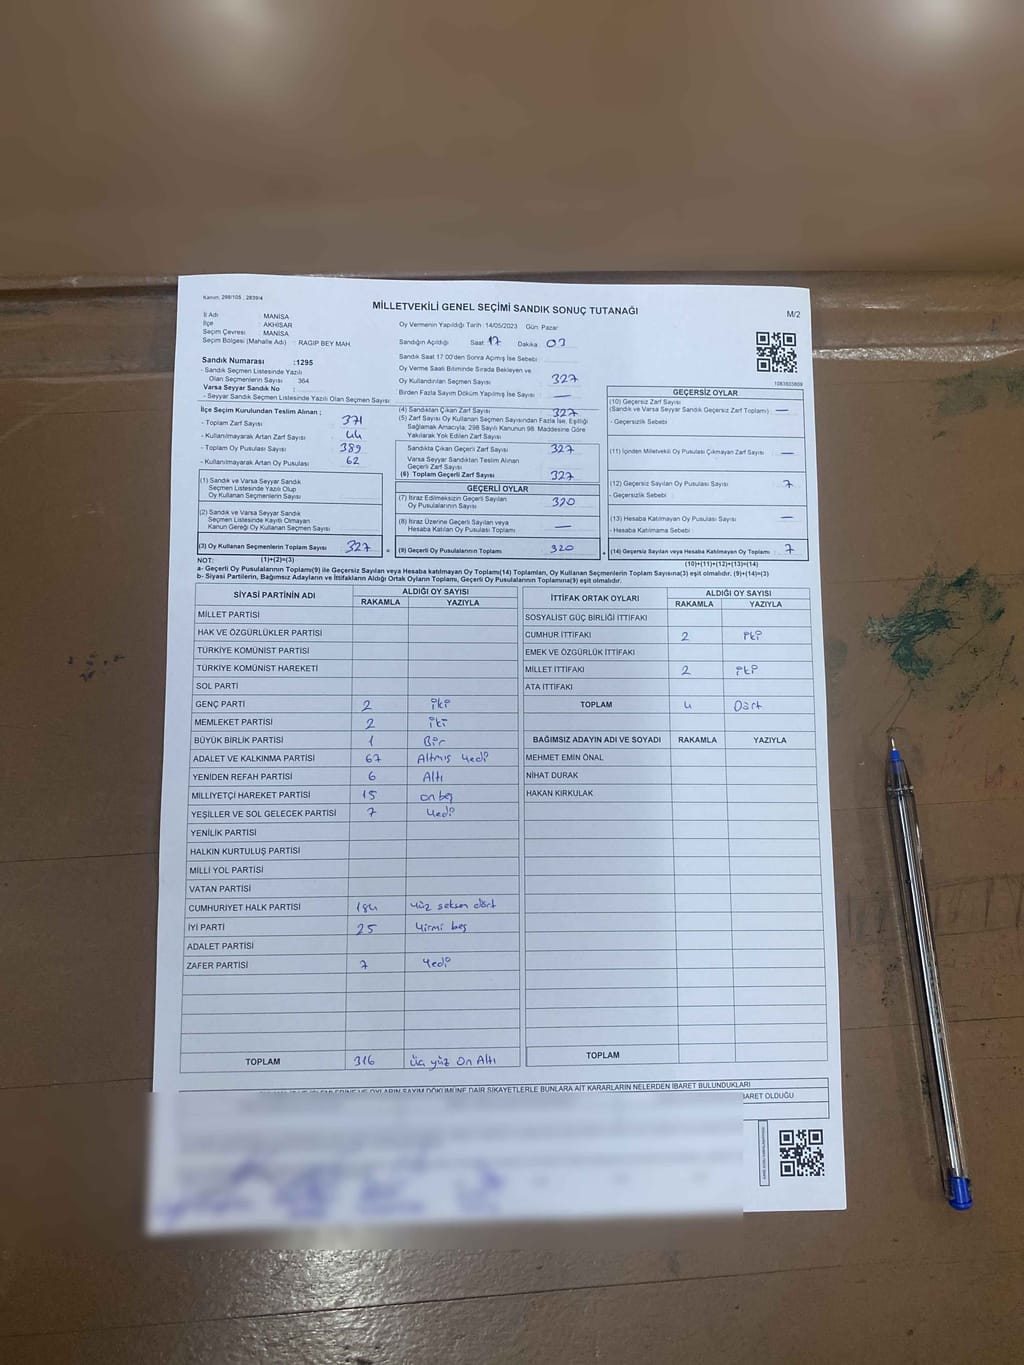 Kanun: 298/105 , 2839/4
MİLLETVEKİLİ GENEL SEÇİMİ SANDIK SONUÇ TUTANAĞI
M/2
İl Adı : MANİSA
İlçe : AKHİSAR
Seçim Çevresi : MANİSA
Seçim Bölgesi (Mahalle Adı) : RAGIP BEY MAH
Oy Vermenin Yapıldığı Tarih :14/05/2023 Gün: Pazar
Sandığın Açıldığı Saat 17 Dakika 03
Sandık Saat 17:00'den Sonra Açımış İse Sebebi :
Oy Verme Saati Bitiminde Sırada Bekleyen ve
Oy Kullandırılan Seçmen Sayısı 327
Birden Fazla Sayım Döküm Yapılmış İse Sayısı : —
Sandık Numarası :1295
- Sandık Seçmen Listesinde Yazılı
Olan Seçmenlerin Sayısı : 364
Varsa Seyyar Sandık No :
- Seyyar Sandık Seçmen Listesinde Yazılı Olan Seçmen Sayısı:
İlçe Seçim Kurulundan Teslim Alınan ;
- Toplam Zarf Sayısı 371
- Kullanılmayarak Artan Zarf Sayısı 44
- Toplam Oy Pusulası Sayısı 389
- Kullanılmayarak Artan Oy Pusulası 62
(1) Sandık ve Varsa Seyyar Sandık
Seçmen Listesinde Yazılı Olup
Oy Kullanan Seçmenlerin Sayısı
(2) Sandık ve Varsa Seyyar Sandık
Seçmen Listesinde Kayıtlı Olmayan
Kanun Gereği Oy Kullanan Seçmen Sayısı
(3) Oy Kullanan Seçmenlerin Toplam Sayısı 327 =
(1)+(2)=(3)
(4) Sandıktan Çıkan Zarf Sayısı 327
(5) Zarf Sayısı Oy Kullanan Seçmen Sayısından Fazla İse, Eşitliği
Sağlamak Amacıyla, 298 Sayılı Kanunun 98. Maddesine Göre
Yakılarak Yok Edilen Zarf Sayısı
Sandıkta Çıkan Geçerli Zarf Sayısı 327
Varsa Seyyar Sandıktan Teslim Alınan
Geçerli Zarf Sayısı
(6) Toplam Geçerli Zarf Sayısı 327
GEÇERLİ OYLAR
(7) İtiraz Edilmeksizin Geçerli Sayılan
Oy Pusulalarının Sayısı 320
(8) İtiraz Üzerine Geçerli Sayılan veya
Hesaba Katılan Oy Pusulası Toplamı —
(9) Geçerli Oy Pusulalarının Toplamı 320 +
1083803809
GEÇERSİZ OYLAR
(10) Geçersiz Zarf Sayısı
(Sandık ve Varsa Seyyar Sandık Geçersiz Zarf Toplamı) —
- Geçersizlik Sebebi :
(11) İçinden Milletvekili Oy Pusulası Çıkmayan Zarf Sayısı —
(12) Geçersiz Sayılan Oy Pusulası Sayısı 7
- Geçersizlik Sebebi :
(13) Hesaba Katılmayan Oy Pusulası Sayısı —
- Hesaba Katılmama Sebebi :
(14) Geçersiz Sayılan veya Hesaba Katılmayan Oy Toplamı : 7
(10)+(11)+(12)+(13)=(14)
NOT:
a- Geçerli Oy Pusulalarının Toplamı(9) ile Geçersiz Sayılan veya Hesaba katılmayan Oy Toplamı(14) Toplamları, Oy Kullanan Seçmenlerin Toplam Sayısına(3) eşit olmalıdır. (9)+(14)=(3)
b- Siyasi Partilerin, Bağımsız Adayların ve İttifakların Aldığı Ortak Oyların Toplamı, Geçerli Oy Pusulalarının Toplamına(9) eşit olmalıdır.
SİYASİ PARTİNİN ADI ALDIĞI OY SAYISI
RAKAMLA YAZIYLA
MİLLET PARTİSİ
HAK VE ÖZGÜRLÜKLER PARTİSİ
TÜRKİYE KOMÜNİST PARTİSİ
TÜRKİYE KOMÜNİST HAREKETİ
SOL PARTİ
GENÇ PARTİ 2 iki
MEMLEKET PARTİSİ 2 iki
BÜYÜK BİRLİK PARTİSİ 1 Bir
ADALET VE KALKINMA PARTİSİ 67 Altmış Yedi
YENİDEN REFAH PARTİSİ 6 Altı
MİLLİYETÇİ HAREKET PARTİSİ 15 onbeş
YEŞİLLER VE SOL GELECEK PARTİSİ 7 Yedi
YENİLİK PARTİSİ
HALKIN KURTULUŞ PARTİSİ
MİLLİ YOL PARTİSİ
VATAN PARTİSİ
CUMHURİYET HALK PARTİSİ 184 Yüz seksen dört
İYİ PARTİ 25 Yirmi beş
ADALET PARTİSİ
ZAFER PARTİSİ 7 Yedi
TOPLAM 316 Üç yüz On Altı
İTTİFAK ORTAK OYLARI ALDIĞI OY SAYISI
RAKAMLA YAZIYLA
SOSYALİST GÜÇ BİRLİĞİ İTTİFAKI
CUMHUR İTTİFAKI 2 iki
EMEK VE ÖZGÜRLÜK İTTİFAKI
MİLLET İTTİFAKI 2 iki
ATA İTTİFAKI
TOPLAM 4 Dört
BAĞIMSIZ ADAYIN ADI VE SOYADI RAKAMLA YAZIYLA
MEHMET EMİN ÖNAL
NİHAT DURAK
HAKAN KIRKULAK
TOPLAM
OYLARIN SAYIM DÖKÜMÜNE DAİR ŞİKAYETLERLE BUNLARA AİT KARARLARIN NELERDEN İBARET BULUNDUKLARI
İBARET OLDUĞU